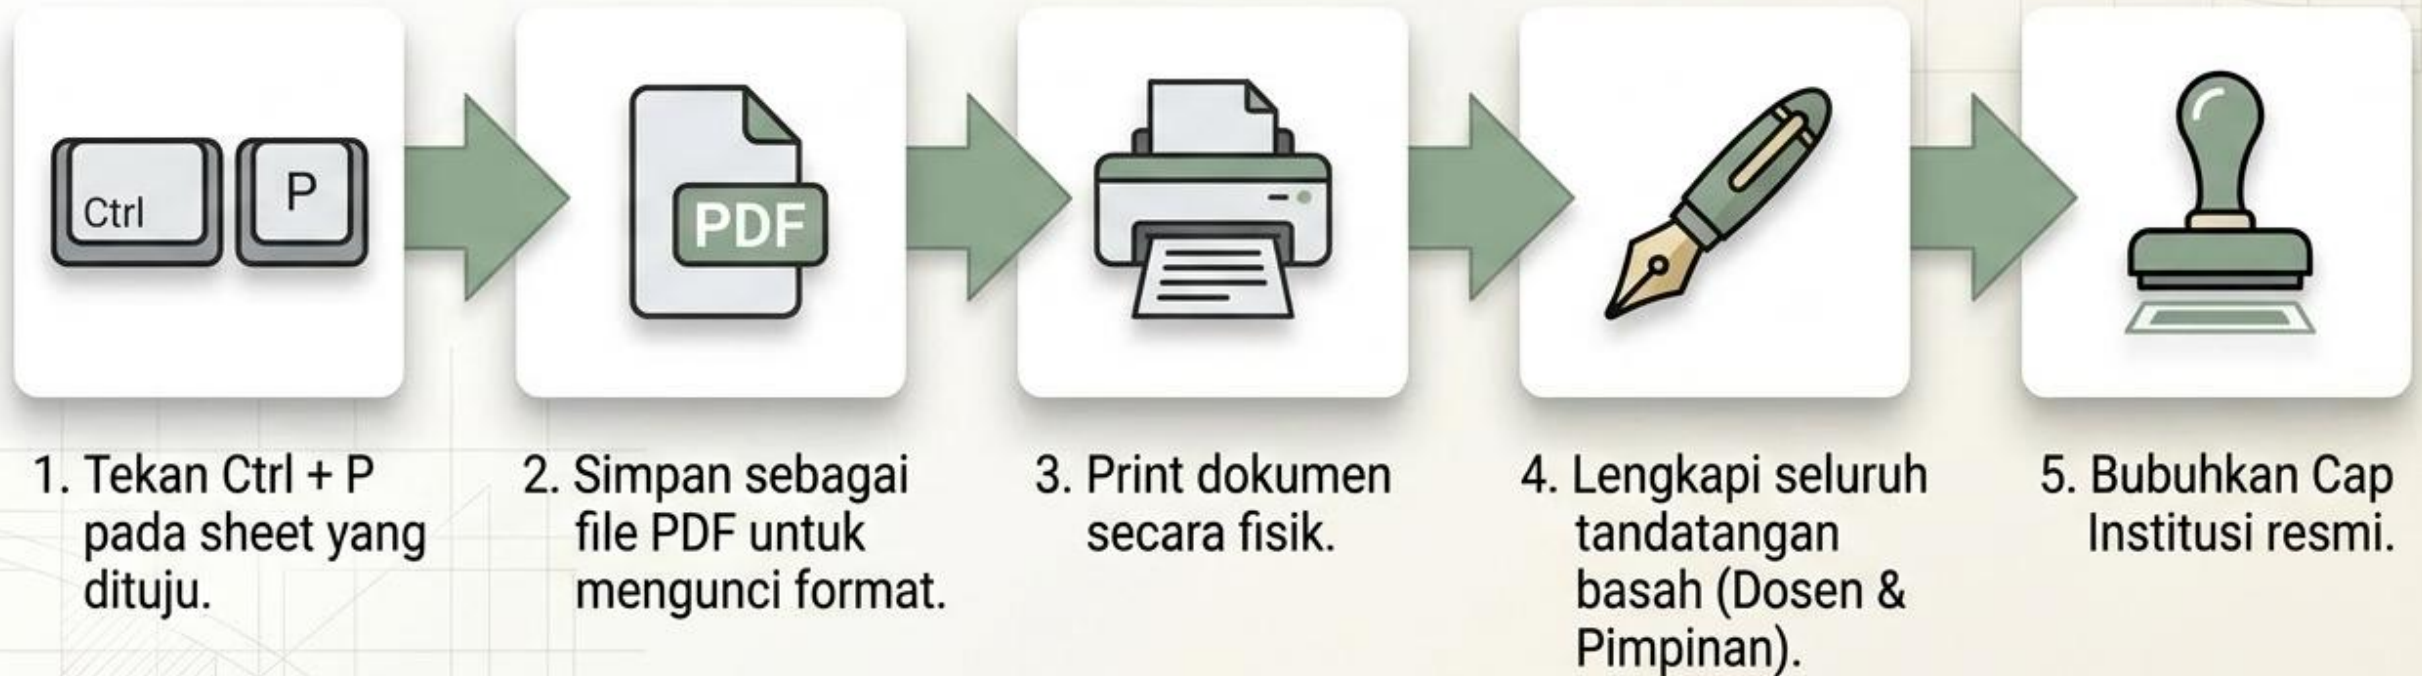 Ctrl
P
PDF
1. Tekan Ctrl + P
pada sheet yang
dituju.
2. Simpan sebagai
file PDF untuk
mengunci format.
3. Print dokumen
secara fisik.
4. Lengkapi seluruh
tandatangan
basah (Dosen &
Pimpinan).
5. Bubuhkan Cap
Institusi resmi.